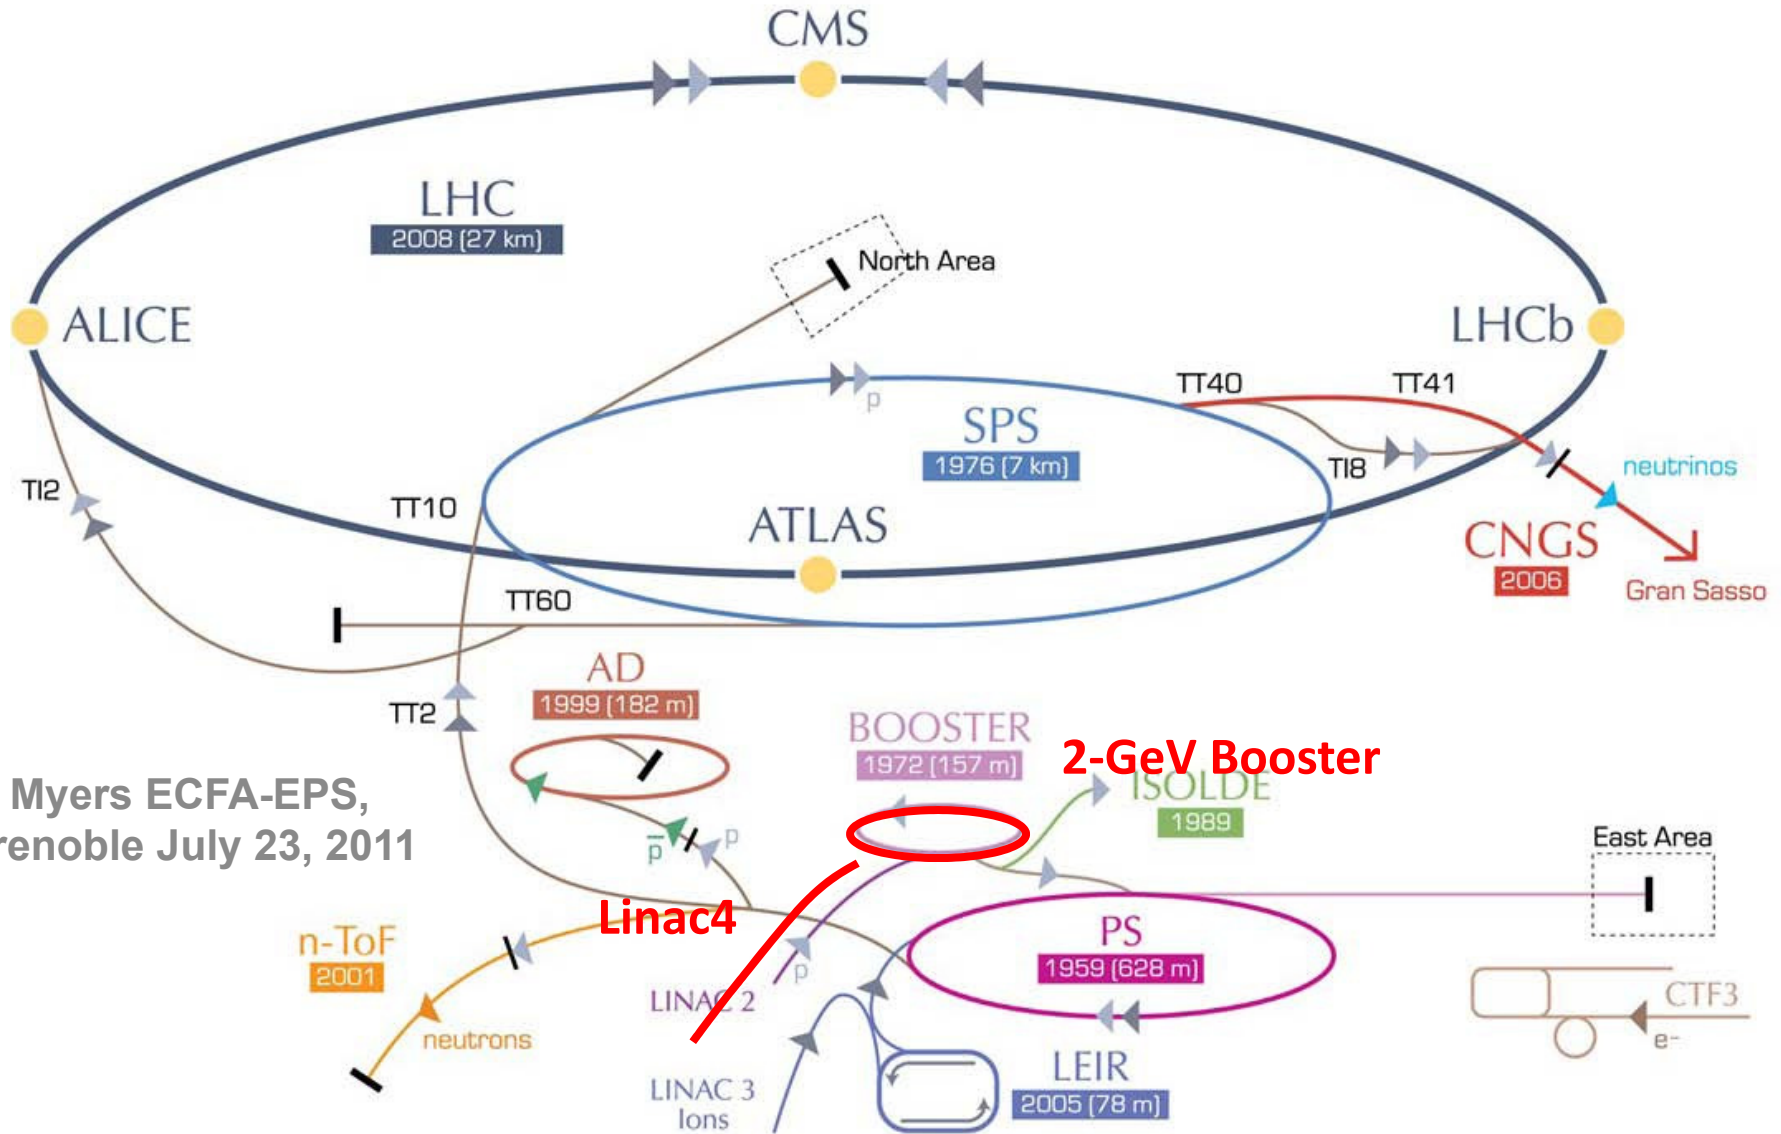 CMS
LHC
2008 (27 km)
North Area
ALICE
LHCb
TT40
TT41
p
SPS
1976 (7 km)
TI8
neutrinos
TI2
TT10
ATLAS
CNGS
2006
Gran Sasso
TT60
AD
1999 (182 m)
TT2
BOOSTER
1972 (157 m)
2-GeV Booster
ISOLDE
1989
Myers ECFA-EPS,
renoble July 23, 2011
p
p
East Area
Linac4
n-ToF
2001
PS
1959 (628 m)
p
LINAC 2
CTF3
neutrons
e-
LEIR
2005 (78 m)
LINAC 3
Ions